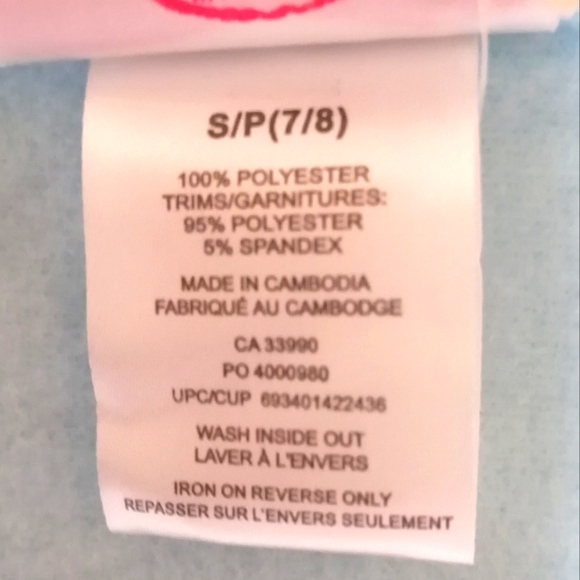 S/P(7/8)
100% POLYESTER
TRIMS/GARNITURES:
95% POLYESTER
5% SPANDEX
MADE IN CAMBODIA
FABRIQUÉ AU CAMBODGE
CA 33990
PO 4000980
UPC/CUP 693401422436
WASH INSIDE OUT
LAVER À L'ENVERS
IRON ON REVERSE ONLY
REPASSER SUR L'ENVERS SEULEMENT